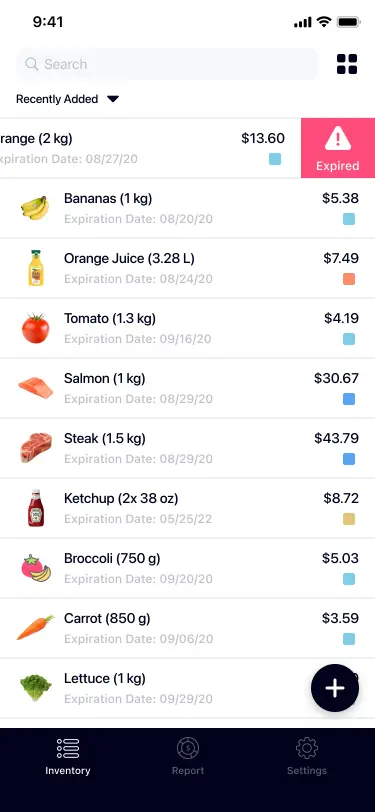 9:41
Search
Recently Added
range (2 kg)
$13.60
xpiration Date: 08/27/20
Expired
Bananas (1 kg)
$5.38
Expiration Date: 08/20/20
Orange Juice (3.28 L)
$7.49
Expiration Date: 08/24/20
Tomato (1.3 kg)
$4.19
Expiration Date: 09/16/20
Salmon (1 kg)
$30.67
Expiration Date: 08/29/20
Steak (1.5 kg)
$43.79
Expiration Date: 08/29/20
Ketchup (2x 38 oz)
$8.72
Expiration Date: 05/25/22
Broccoli (750 g)
$5.03
Expiration Date: 09/20/20
Carrot (850 g)
$3.59
Expiration Date: 09/06/20
Lettuce (1 kg)
Expiration Date: 09/29/20
Inventory
Report
Settings